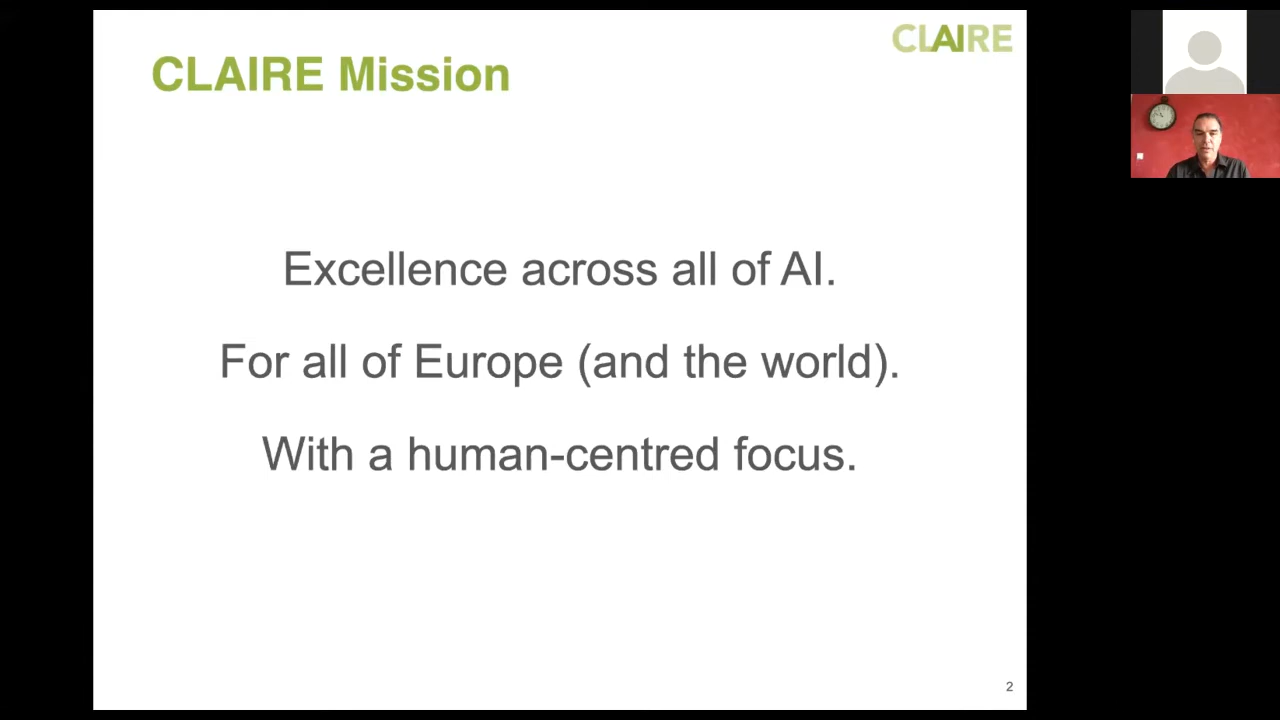 CLAIRE
CLAIRE Mission
Excellence across all of AI.
For all of Europe (and the world).
With a human-centred focus.
2